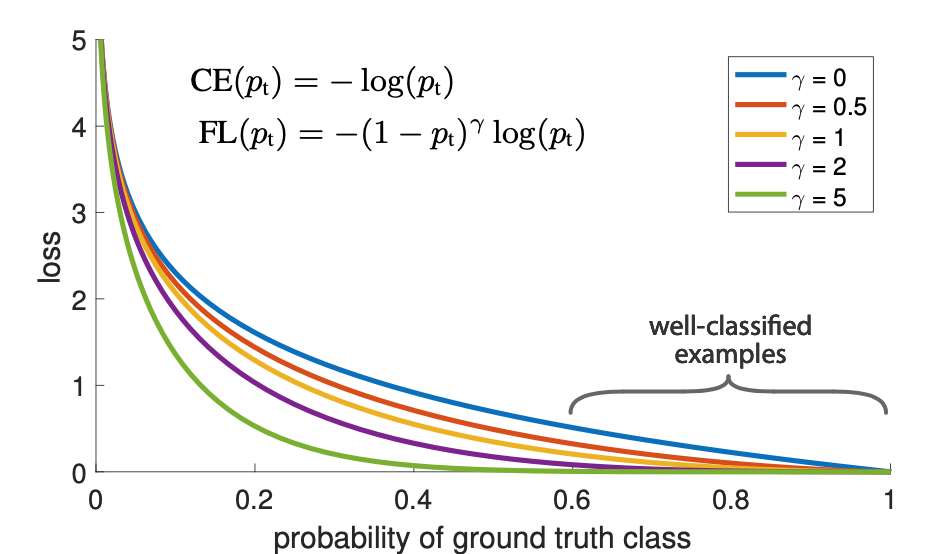 CE(pₜ) = − log(pₜ)
FL(pₜ) = −(1 − pₜ)^γ log(pₜ)
γ = 0
γ = 0.5
γ = 1
γ = 2
γ = 5
5
4
3
2
1
0
loss
well-classified
examples
0 0.2 0.4 0.6 0.8 1
probability of ground truth class